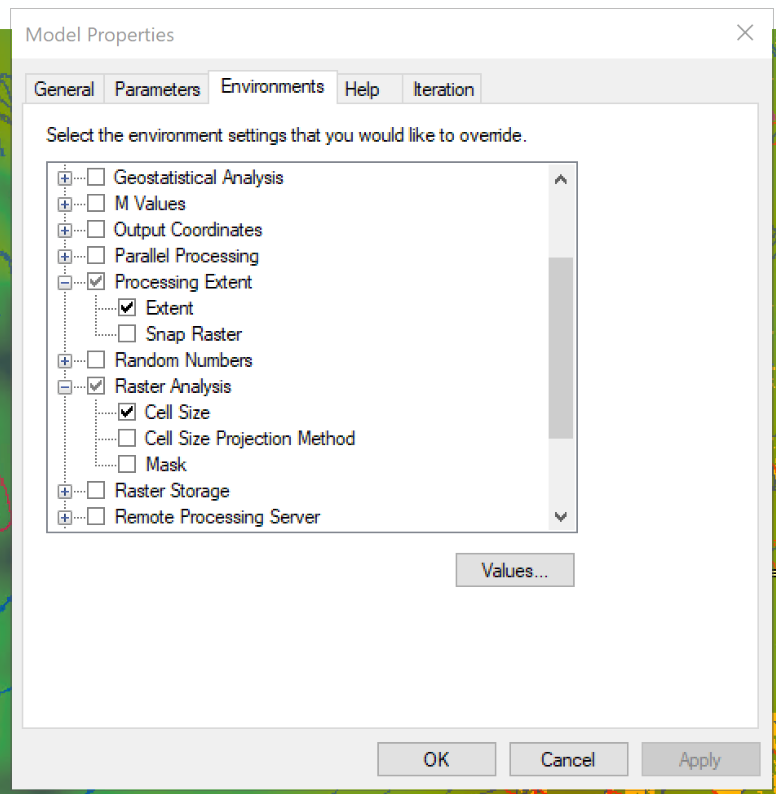 Model Properties
General Parameters Environments Help Iteration
Select the environment settings that you would like to override.
Geostatistical Analysis
M Values
Output Coordinates
Parallel Processing
Processing Extent
Extent
Snap Raster
Random Numbers
Raster Analysis
Cell Size
Cell Size Projection Method
Mask
Raster Storage
Remote Processing Server
Values...
OK Cancel Apply